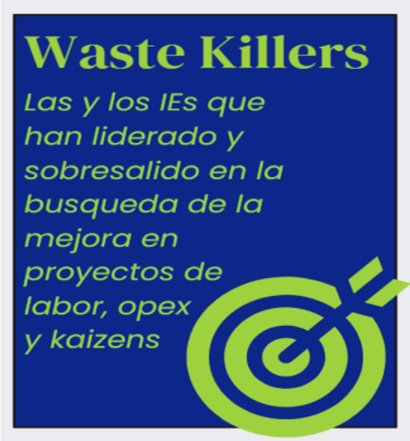 Waste Killers
Las y los IEs que
han liderado y
sobresalido en la
busqueda de la
mejora en
proyectos de
labor, opex
y kaizens